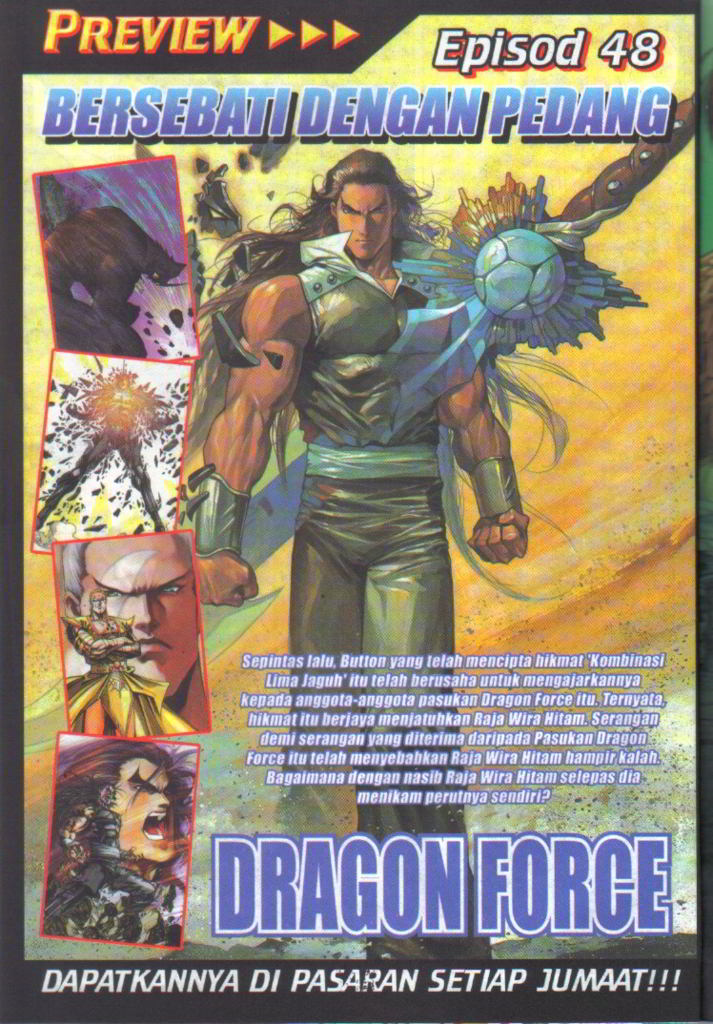 PREVIEW
Episod 48
BERSEBATI DENGAN PEDANG
Sepintas lalu, Button yang telah mencipta hikmat 'Kombinasi
Lima Jaguh' itu telah berusaha untuk mengajarkannya
kepada anggota-anggota pasukan Dragon Force itu. Ternyata,
hikmat itu berjaya menjatuhkan Raja Wira Hitam. Serangan
demi serangan yang diterima daripada Pasukan Dragon
Force itu telah menyebabkan Raja Wira Hitam hampir kalah.
Bagaimana dengan nasib Raja Wira Hitam selepas dia
menikam perutnya sendiri?
DRAGON FORCE
DAPATKANNYA DI PASARAN SETIAP JUMAAT!!!